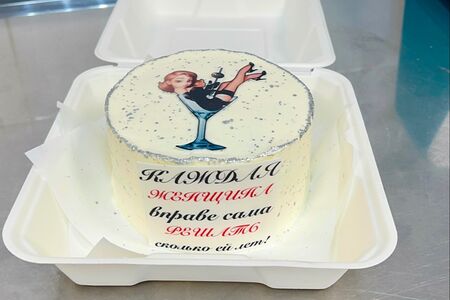 КАЖДАЯ
ЖЕНЩИНА
вправе сама
РЕШАТЬ
сколько ей лет!